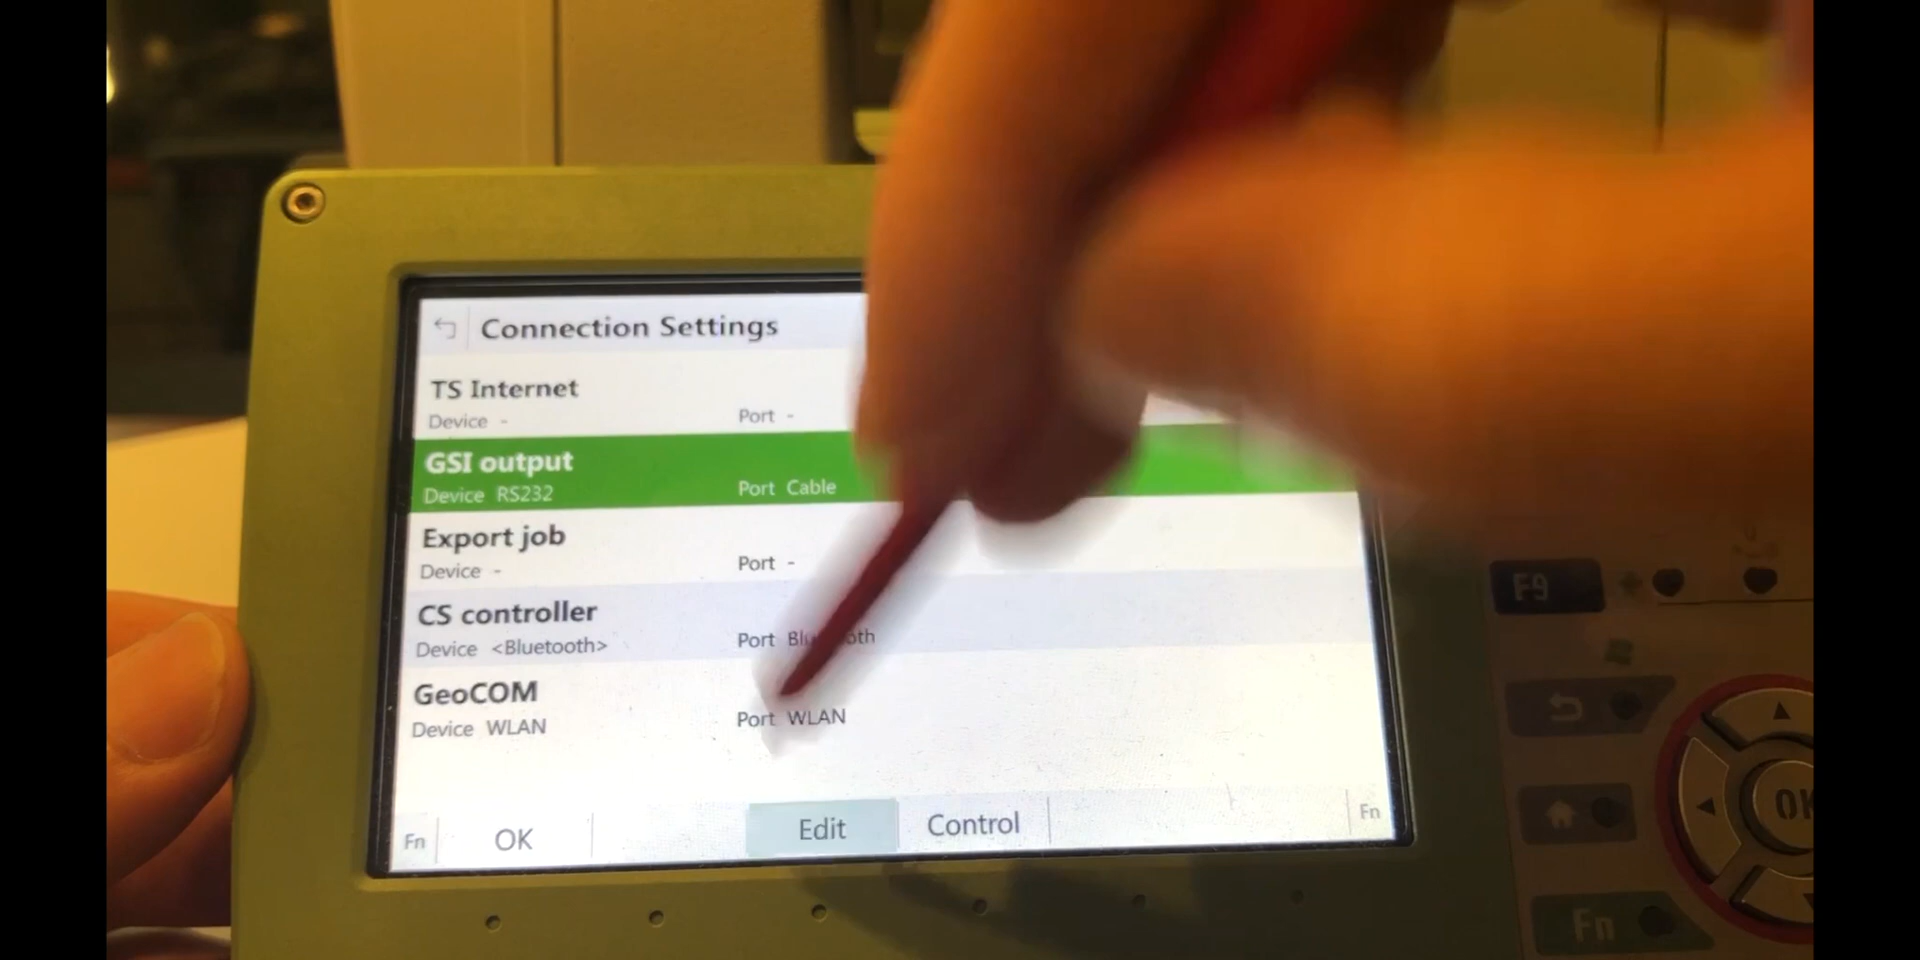 Connection Settings
TS Internet
Device - Port -
GSI output
Device RS232 Port Cable
Export job
Device - Port -
CS controller
Device <Bluetooth> Port
GeoCOM
Device WLAN Port WLAN
Fn OK Edit Control Fn
F9
OK
Fn